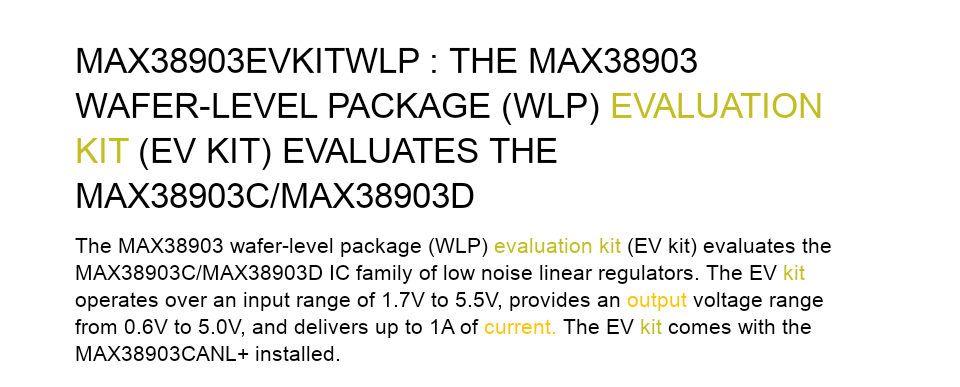 MAX38903EVKITWLP : THE MAX38903
WAFER-LEVEL PACKAGE (WLP) EVALUATION
KIT (EV KIT) EVALUATES THE
MAX38903C/MAX38903D
The MAX38903 wafer-level package (WLP) evaluation kit (EV kit) evaluates the
MAX38903C/MAX38903D IC family of low noise linear regulators. The EV kit
operates over an input range of 1.7V to 5.5V, provides an output voltage range
from 0.6V to 5.0V, and delivers up to 1A of current. The EV kit comes with the
MAX38903CANL+ installed.